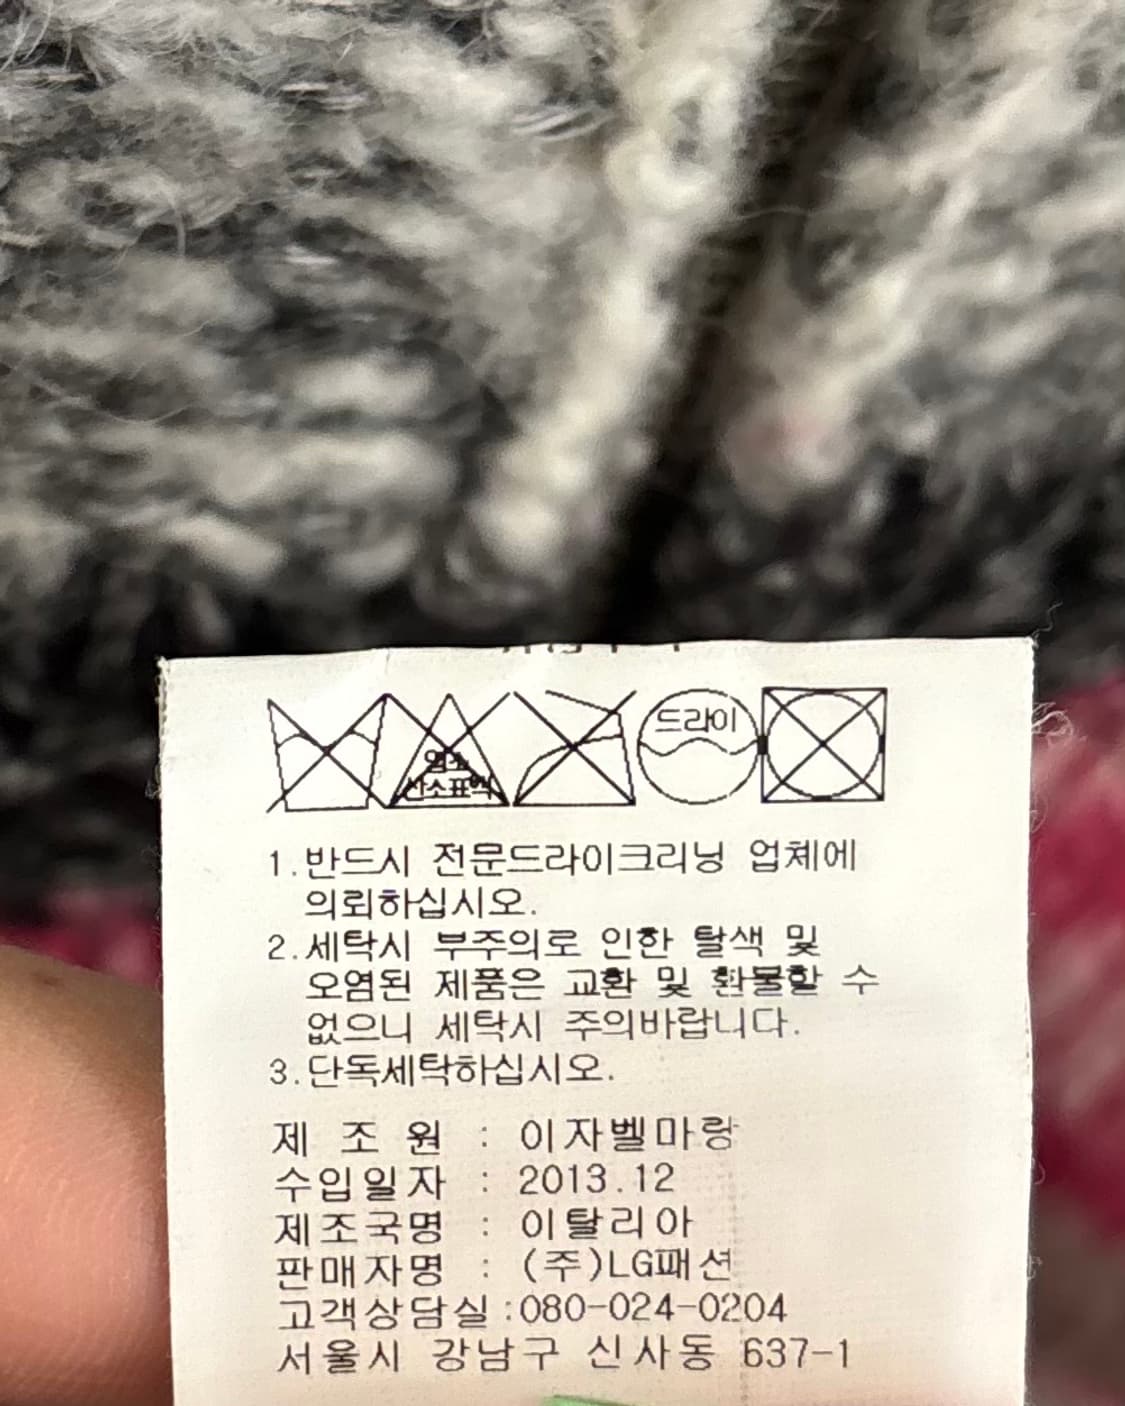 드라이
염소
산소표백
1.반드시 전문드라이크리닝 업체에
의뢰하십시오.
2.세탁시 부주의로 인한 탈색 및
오염된 제품은 교환 및 환불할 수
없으니 세탁시 주의바랍니다.
3.단독세탁하십시오.
제 조 원 : 이자벨마랑
수입일자 : 2013.12
제조국명 : 이탈리아
판매자명 : (주)LG패션
고객상담실:080-024-0204
서울시 강남구 신사동 637-1